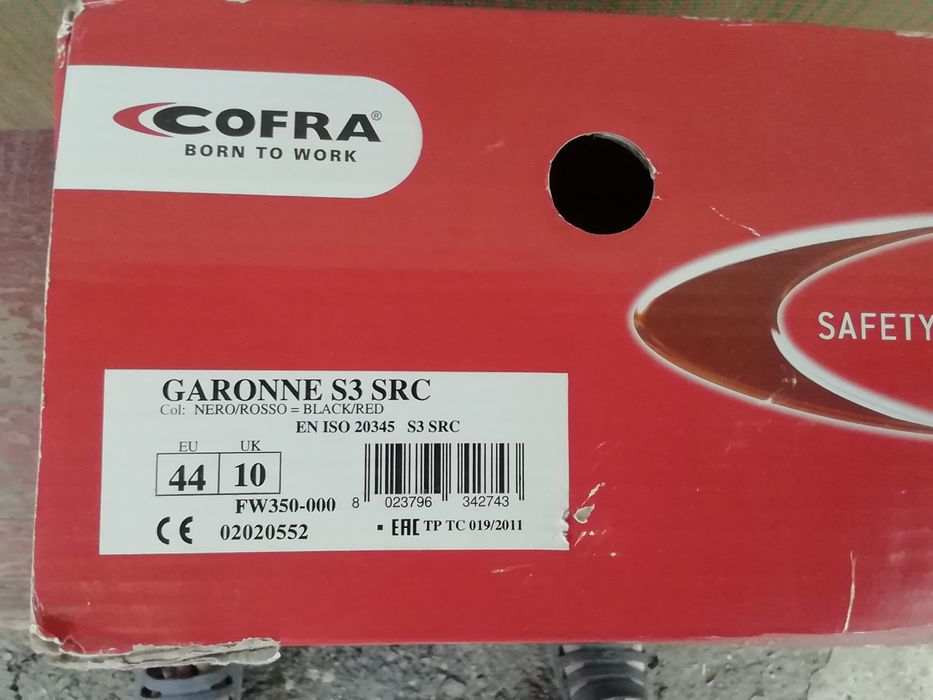 COFRA®
BORN TO WORK
SAFETY
GARONNE S3 SRC
Col: NERO/ROSSO = BLACK/RED
EN ISO 20345 S3 SRC
EU UK
44 10
FW350-000
8 023796 342743
CE 02020552
▪ EAC TP TC 019/2011